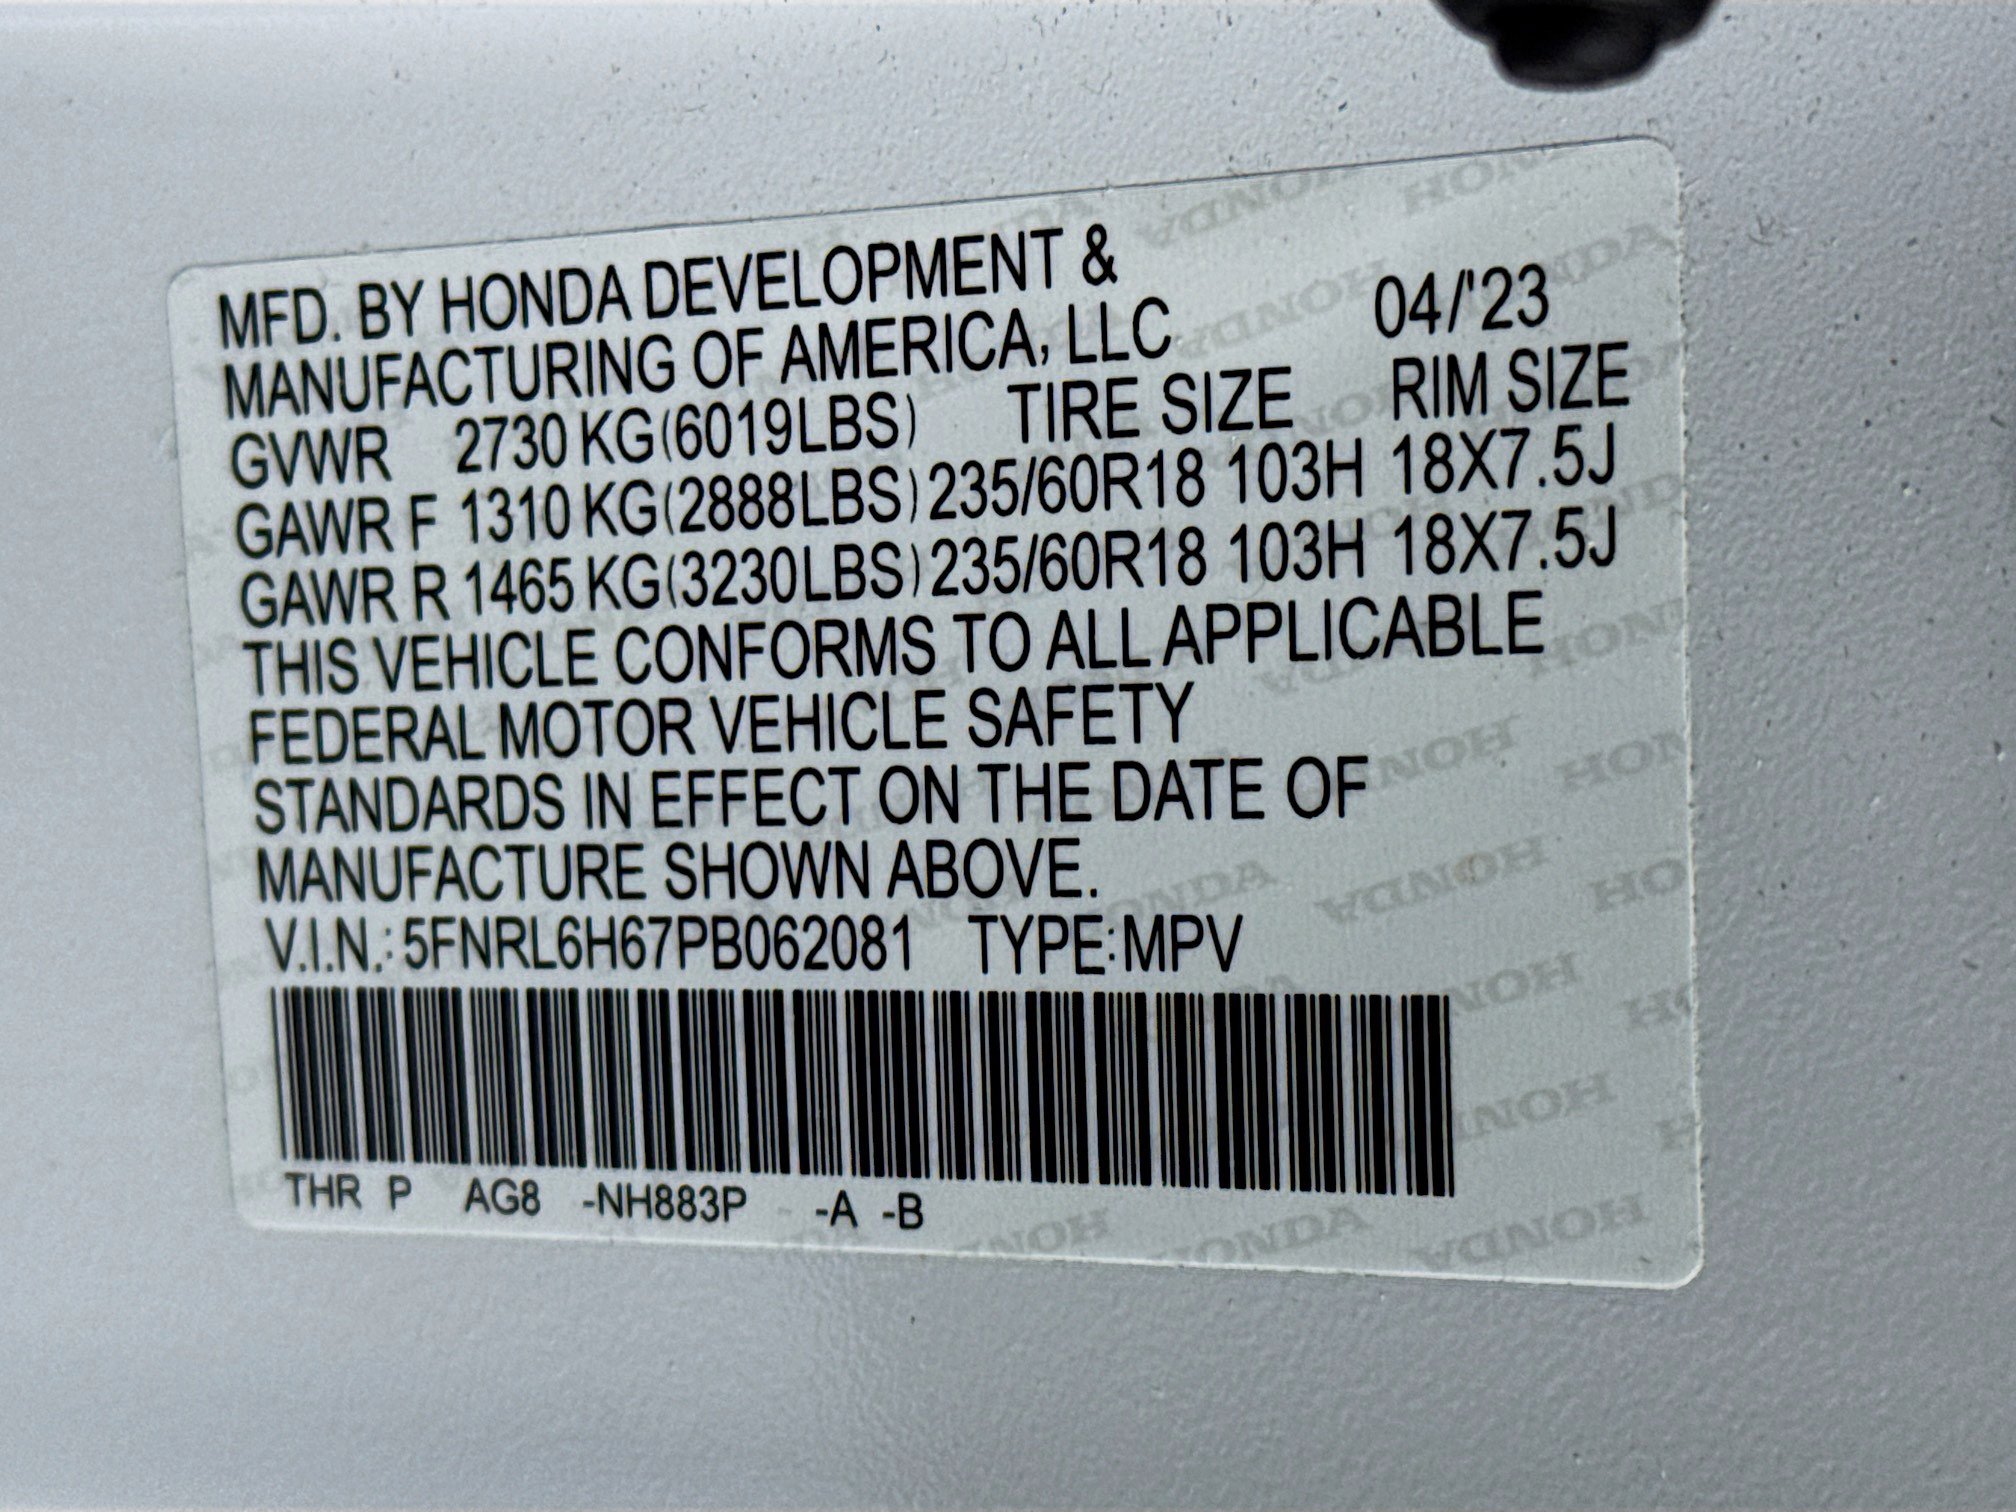 MFD. BY HONDA DEVELOPMENT &
MANUFACTURING OF AMERICA, LLC 04/'23
GVWR 2730 KG(6019LBS) TIRE SIZE RIM SIZE
GAWR F 1310 KG(2888LBS) 235/60R18 103H 18X7.5J
GAWR R 1465 KG(3230LBS) 235/60R18 103H 18X7.5J
THIS VEHICLE CONFORMS TO ALL APPLICABLE
FEDERAL MOTOR VEHICLE SAFETY
STANDARDS IN EFFECT ON THE DATE OF
MANUFACTURE SHOWN ABOVE.
V.I.N.: 5FNRL6H67PB062081 TYPE:MPV
THR P AG8 -NH883P -A -B